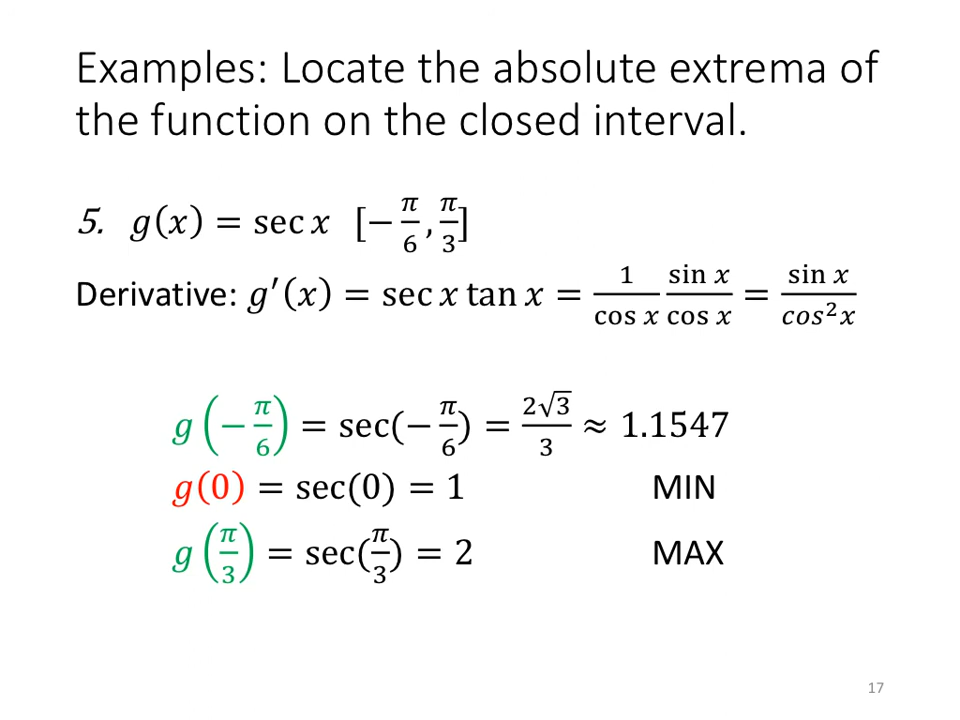 Examples: Locate the absolute extrema of
the function on the closed interval.
5. g(x) = sec x [−π/6, π/3]
Derivative: g′(x) = sec x tan x = 1/cos x sin x/cos x = sin x/cos²x
g(−π/6) = sec(−π/6) = 2√3/3 ≈ 1.1547
g(0) = sec(0) = 1 MIN
g(π/3) = sec(π/3) = 2 MAX
17